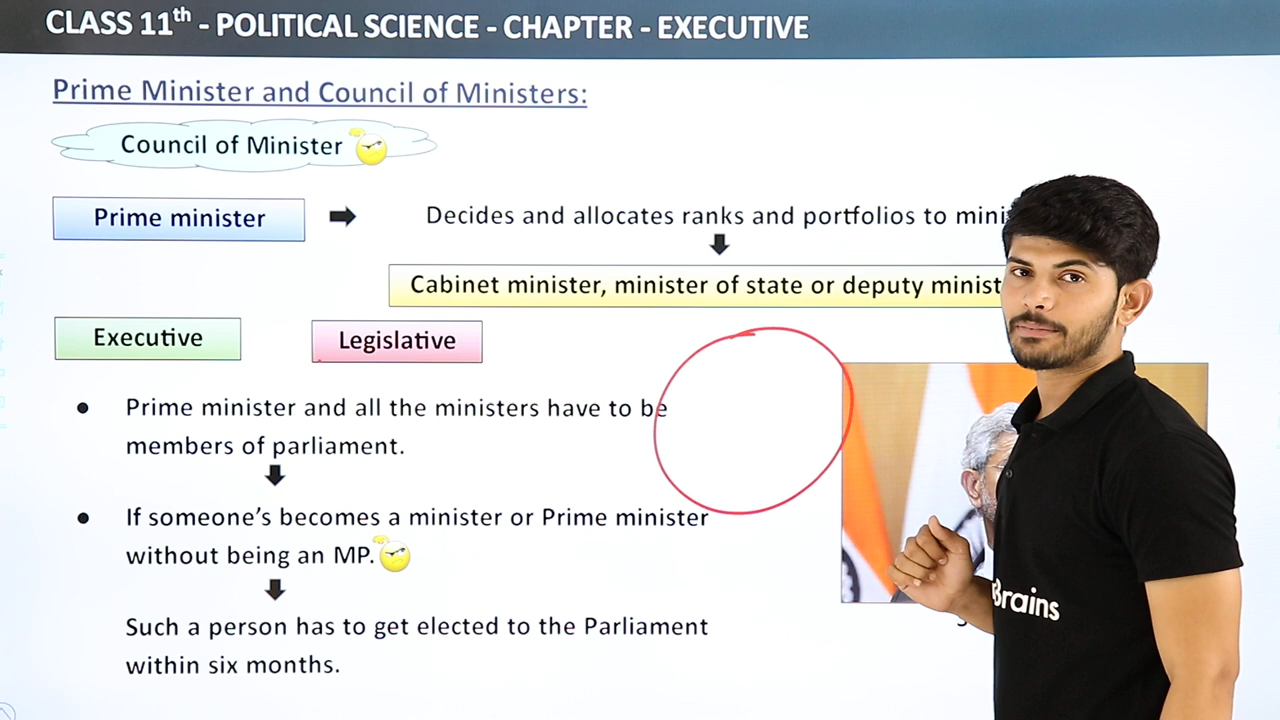 CLASS 11th - POLITICAL SCIENCE - CHAPTER - EXECUTIVE
Prime Minister and Council of Ministers:
Council of Minister
Prime minister
Decides and allocates ranks and portfolios to mini
Cabinet minister, minister of state or deputy minist
Executive
Legislative
● Prime minister and all the ministers have to be
members of parliament.
● If someone's becomes a minister or Prime minister
without being an MP.
Such a person has to get elected to the Parliament
within six months.
Brains